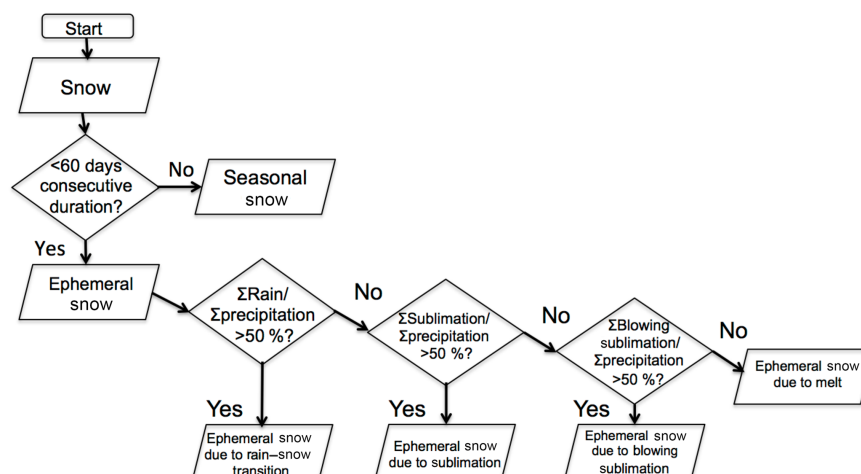 Start
Snow
<60 days
consecutive
duration?
No
Seasonal
snow
Yes
Ephemeral
snow
ΣRain/
Σprecipitation
>50 %?
No
ΣSublimation/
Σprecipitation
>50 %?
No
ΣBlowing
sublimation/
Σprecipitation
>50 %?
No
Ephemeral snow
due to melt
Yes
Ephemeral snow
due to rain–snow
transition
Yes
Ephemeral snow
due to sublimation
Yes
Ephemeral snow
due to blowing
sublimation